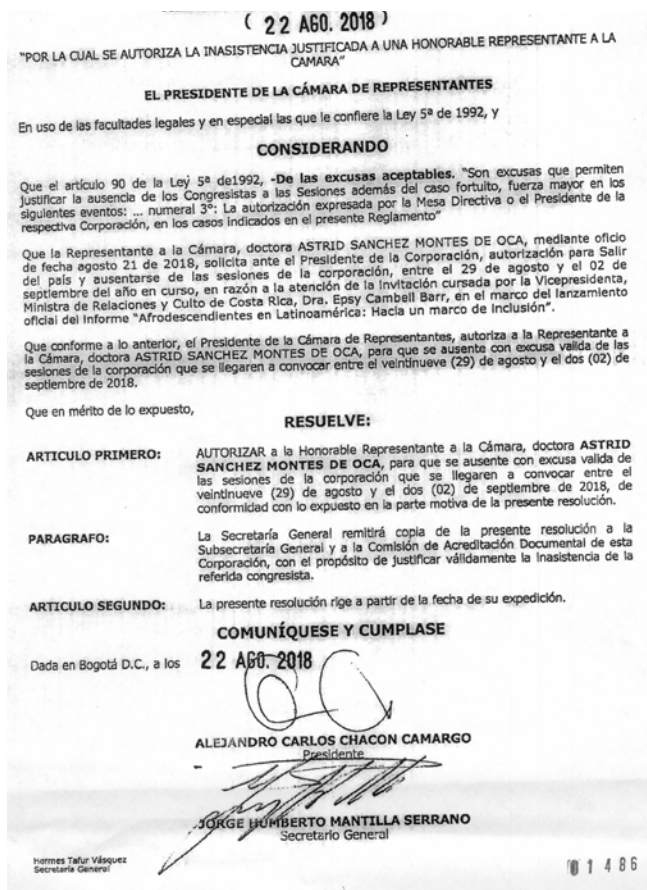 ( 22 AGO. 2018 )
"POR LA CUAL SE AUTORIZA LA INASISTENCIA JUSTIFICADA A UNA HONORABLE REPRESENTANTE A LA
CAMARA"
EL PRESIDENTE DE LA CÁMARA DE REPRESENTANTES
En uso de las facultades legales y en especial las que le confiere la Ley 5ª de 1992, y
CONSIDERANDO
Que el artículo 90 de la Ley 5ª de1992, -De las excusas aceptables. "Son excusas que permiten
justificar la ausencia de los Congresistas a las Sesiones además del caso fortuito, fuerza mayor en los
siguientes eventos: ... numeral 3º: La autorización expresada por la Mesa Directiva o el Presidente de la
respectiva Corporación, en los casos indicados en el presente Reglamento"
Que la Representante a la Cámara, doctora ASTRID SANCHEZ MONTES DE OCA, mediante oficio
de fecha agosto 21 de 2018, solicita ante el Presidente de la Corporación, autorización para Salir
del país y ausentarse de las sesiones de la corporación, entre el 29 de agosto y el 02 de
septiembre del año en curso, en razón a la atención de la invitación cursada por la Vicepresidenta,
Ministra de Relaciones y Culto de Costa Rica, Dra. Epsy Cambell Barr, en el marco del lanzamiento
oficial del Informe "Afrodescendientes en Latinoamérica: Hacia un marco de Inclusión".
Que conforme a lo anterior, el Presidente de la Cámara de Representantes, autoriza a la Representante a
la Cámara, doctora ASTRID SANCHEZ MONTES DE OCA, para que se ausente con excusa valida de las
sesiones de la corporación que se llegaren a convocar entre el veintinueve (29) de agosto y el dos (02) de
septiembre de 2018.
Que en mérito de lo expuesto,
RESUELVE:
ARTICULO PRIMERO: AUTORIZAR a la Honorable Representante a la Cámara, doctora ASTRID
SANCHEZ MONTES DE OCA, para que se ausente con excusa valida de
las sesiones de la corporación que se llegaren a convocar entre el
veintinueve (29) de agosto y el dos (02) de septiembre de 2018, de
conformidad con lo expuesto en la parte motiva de la presente resolución.
PARAGRAFO: La Secretaría General remitirá copia de la presente resolución a la
Subsecretaría General y a la Comisión de Acreditación Documental de esta
Corporación, con el propósito de justificar válidamente la inasistencia de la
referida congresista.
ARTICULO SEGUNDO: La presente resolución rige a partir de la fecha de su expedición.
COMUNÍQUESE Y CUMPLASE
Dada en Bogotá D.C., a los 22 AGO. 2018
ALEJANDRO CARLOS CHACON CAMARGO
Presidente
JORGE HUMBERTO MANTILLA SERRANO
Secretario General
Hermes Tafur Vásquez
Secretaría General
01486